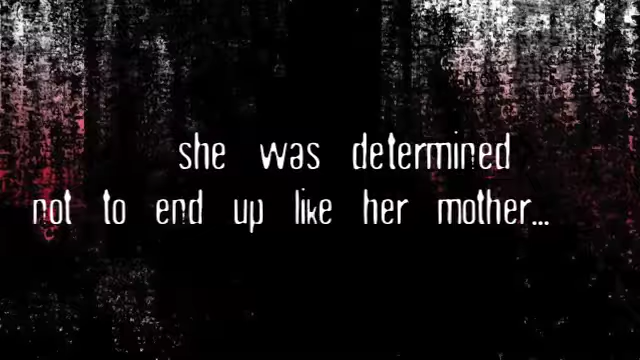 she was determined
not to end up like her mother...